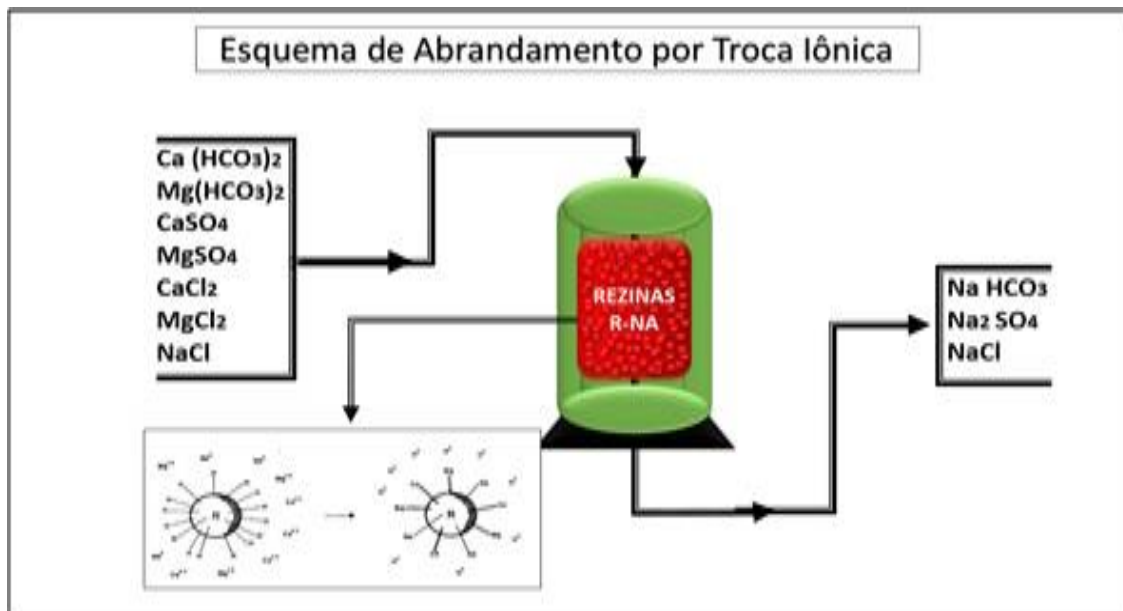 Esquema de Abrandamento por Troca Iônica
Ca (HCO₃)₂
Mg(HCO₃)₂
CaSO₄
MgSO₄
CaCl₂
MgCl₂
NaCl
REZINAS
R-NA
Na HCO₃
Na₂ SO₄
NaCl
R
R